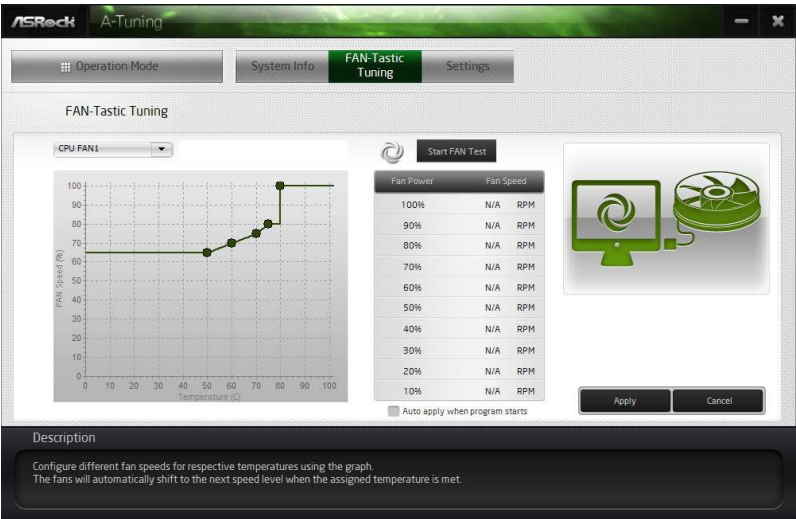 ASRock A-Tuning
Operation Mode
System Info
FAN-Tastic
Tuning
Settings
FAN-Tastic Tuning
CPU FAN1
Start FAN Test
FAN Speed (%)
100
90
80
70
60
50
40
30
20
10
0
0 10 20 30 40 50 60 70 80 90 100
Temperature (C)
Fan Power Fan Speed
100% N/A RPM
90% N/A RPM
80% N/A RPM
70% N/A RPM
60% N/A RPM
50% N/A RPM
40% N/A RPM
30% N/A RPM
20% N/A RPM
10% N/A RPM
Auto apply when program starts
Apply
Cancel
Description
Configure different fan speeds for respective temperatures using the graph.
The fans will automatically shift to the next speed level when the assigned temperature is met.